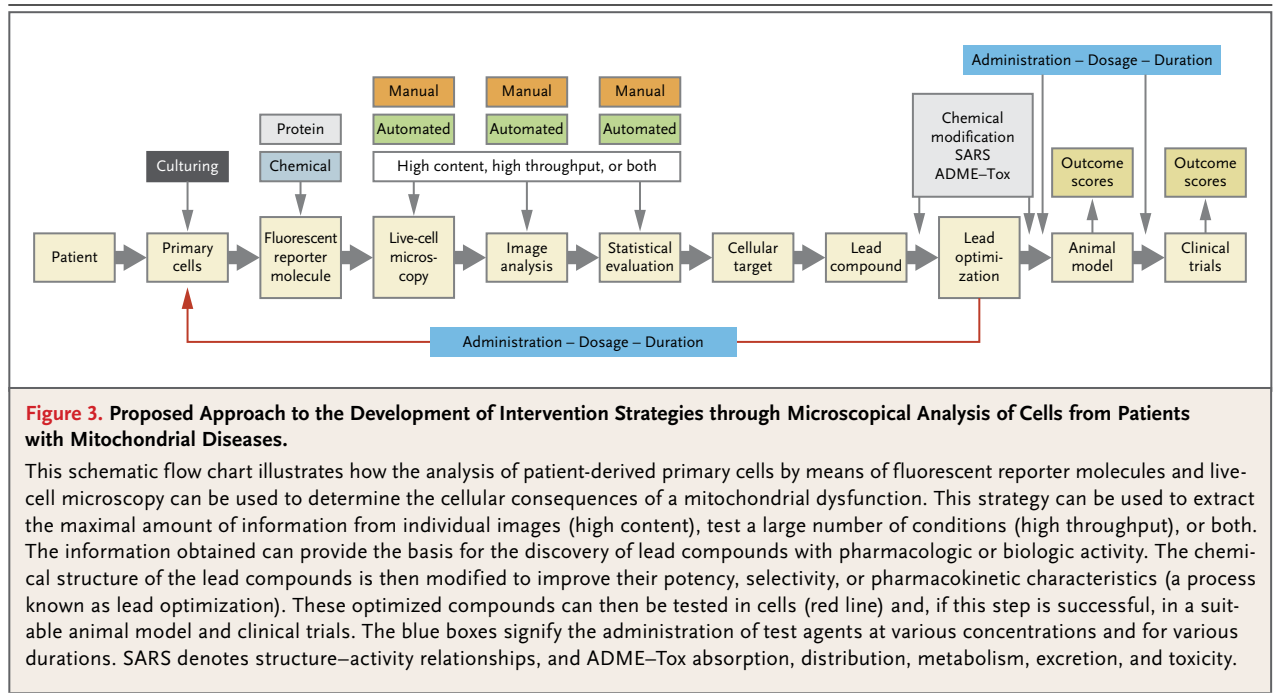 Administration – Dosage – Duration
Manual
Manual
Manual
Chemical
modification
SARS
ADME–Tox
Protein
Automated
Automated
Automated
Culturing
Chemical
High content, high throughput, or both
Outcome
scores
Outcome
scores
Patient
Primary
cells
Fluorescent
reporter
molecule
Live-cell
micros-
copy
Image
analysis
Statistical
evaluation
Cellular
target
Lead
compound
Lead
optimi-
zation
Animal
model
Clinical
trials
Administration – Dosage – Duration
Figure 3. Proposed Approach to the Development of Intervention Strategies through Microscopical Analysis of Cells from Patients
with Mitochondrial Diseases.
This schematic flow chart illustrates how the analysis of patient-derived primary cells by means of fluorescent reporter molecules and live-
cell microscopy can be used to determine the cellular consequences of a mitochondrial dysfunction. This strategy can be used to extract
the maximal amount of information from individual images (high content), test a large number of conditions (high throughput), or both.
The information obtained can provide the basis for the discovery of lead compounds with pharmacologic or biologic activity. The chemi-
cal structure of the lead compounds is then modified to improve their potency, selectivity, or pharmacokinetic characteristics (a process
known as lead optimization). These optimized compounds can then be tested in cells (red line) and, if this step is successful, in a suit-
able animal model and clinical trials. The blue boxes signify the administration of test agents at various concentrations and for various
durations. SARS denotes structure–activity relationships, and ADME–Tox absorption, distribution, metabolism, excretion, and toxicity.